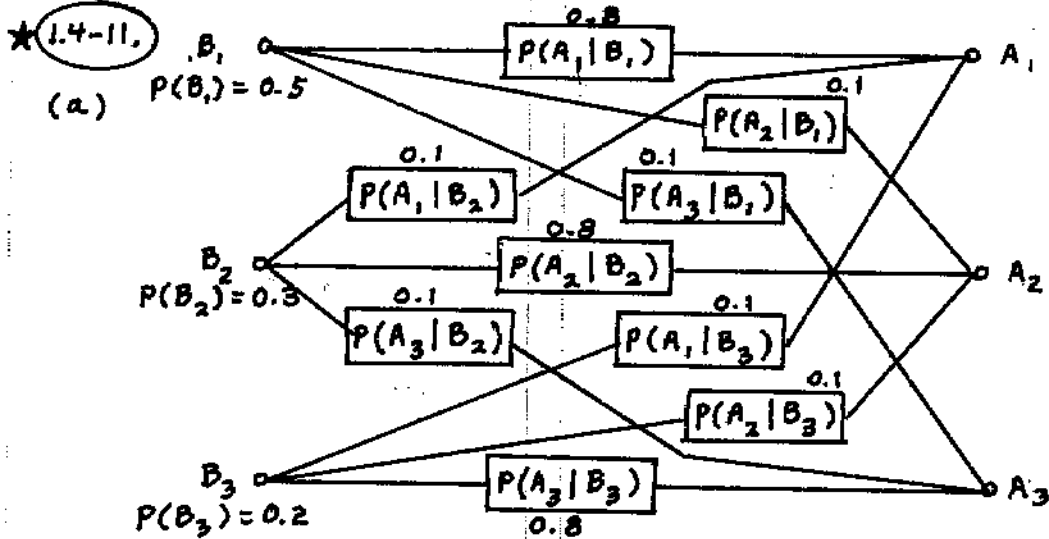 ★ 1.4-11.
(a)
B₁
P(B₁) = 0.5
0.8
P(A₁|B₁)
A₁
0.1
P(A₂|B₁)
0.1
P(A₁|B₂)
0.1
P(A₃|B₁)
B₂
P(B₂) = 0.3
0.8
P(A₂|B₂)
A₂
0.1
P(A₃|B₂)
0.1
P(A₁|B₃)
0.1
P(A₂|B₃)
B₃
P(B₃) = 0.2
P(A₃|B₃)
0.8
A₃